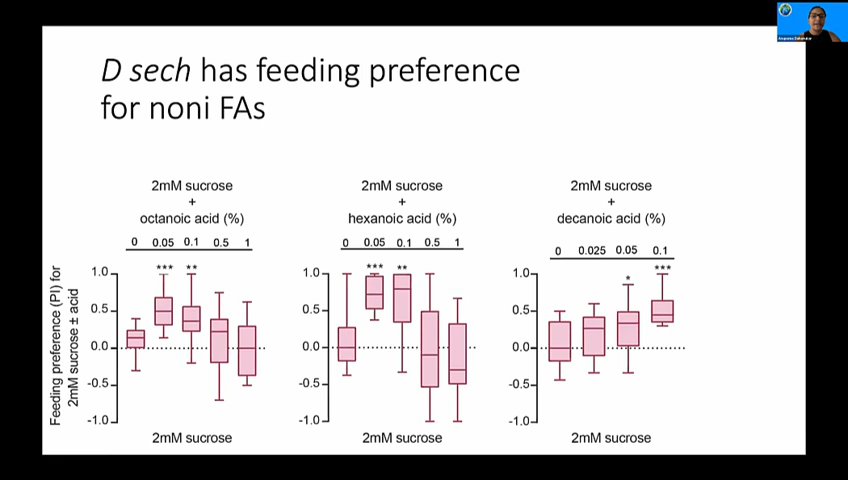 D sech has feeding preference
for noni FAs
2mM sucrose
+
octanoic acid (%)
0 0.05 0.1 0.5 1
*** **
1.0
0.5
0.0
-0.5
-1.0
Feeding preference (PI) for
2mM sucrose ± acid
2mM sucrose
2mM sucrose
+
hexanoic acid (%)
0 0.05 0.1 0.5 1
*** **
1.0
0.5
0.0
-0.5
-1.0
2mM sucrose
2mM sucrose
+
decanoic acid (%)
0 0.025 0.05 0.1
* ***
1.0
0.5
0.0
-0.5
-1.0
2mM sucrose